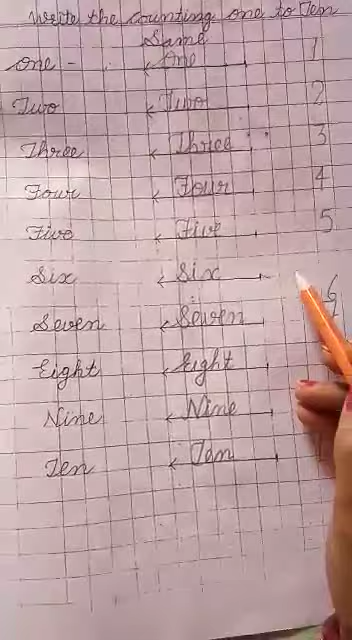 Write the counting one to Ten
Same
One - One 1
Two Two 2
Three Three 3
Four Four 4
Five Five 5
Six Six 6
Seven Seven
Eight Eight
Nine Nine
Ten Ten